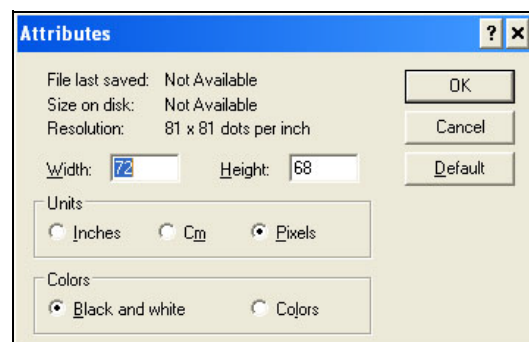 Attributes
File last saved: Not Available
Size on disk: Not Available
Resolution: 81 x 81 dots per inch
Width: 72 Height: 68
Units
Inches Cm Pixels
Colors
Black and white Colors
OK
Cancel
Default